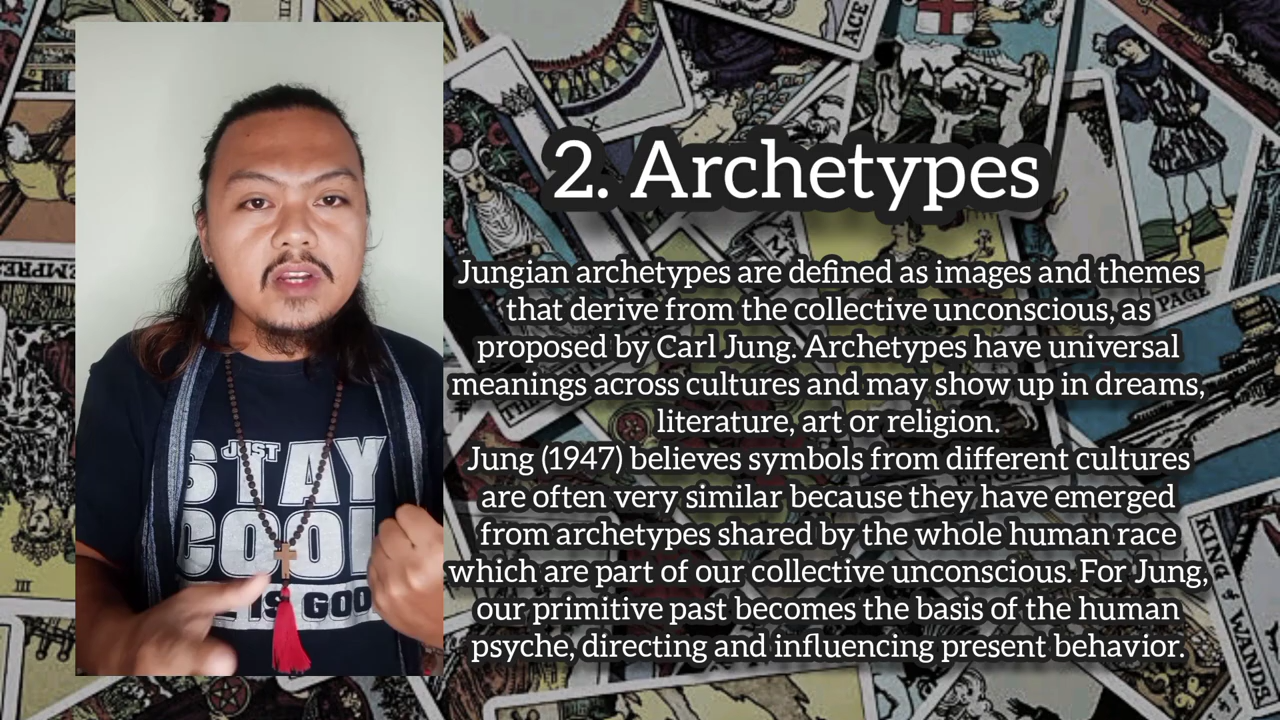 2. Archetypes
Jungian archetypes are defined as images and themes
that derive from the collective unconscious, as
proposed by Carl Jung. Archetypes have universal
meanings across cultures and may show up in dreams,
literature, art or religion.
Jung (1947) believes symbols from different cultures
are often very similar because they have emerged
from archetypes shared by the whole human race
which are part of our collective unconscious. For Jung,
our primitive past becomes the basis of the human
psyche, directing and influencing present behavior.
JUST
STAY
COOL
IS GOO
ACE
EMPRES
III
PAGE
KING of WANDS